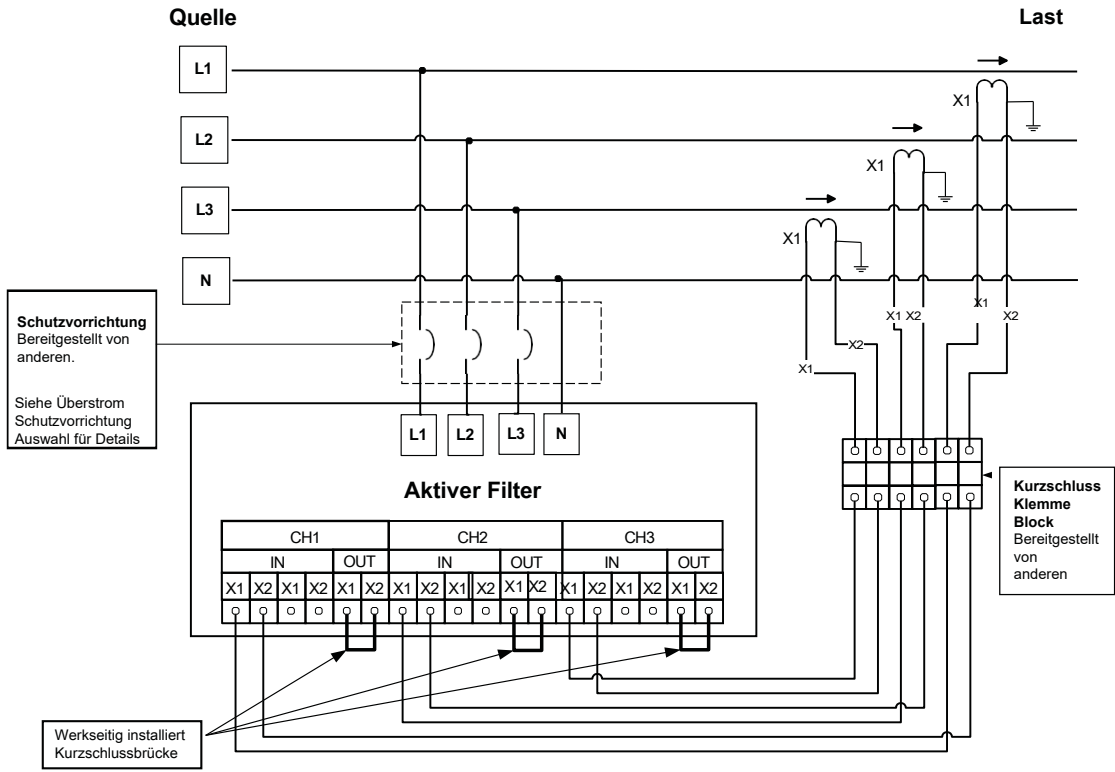 Quelle
Last
L1
X1
L2
X1
L3
X1
N
Schutzvorrichtung
Bereitgestellt von
anderen.
Siehe Überstrom
Schutzvorrichtung
Auswahl für Details
X1
X1 X2
X2
X2
X1
L1 L2 L3 N
Aktiver Filter
Kurzschluss
Klemme
Block
Bereitgestellt
von
anderen
CH1 CH2 CH3
IN OUT IN OUT IN OUT
X1 X2 X1 X2 X1 X2 X1 X2 X1 X2 X1 X2 X1 X2 X1 X2 X1 X2
Werkseitig installiert
Kurzschlussbrücke